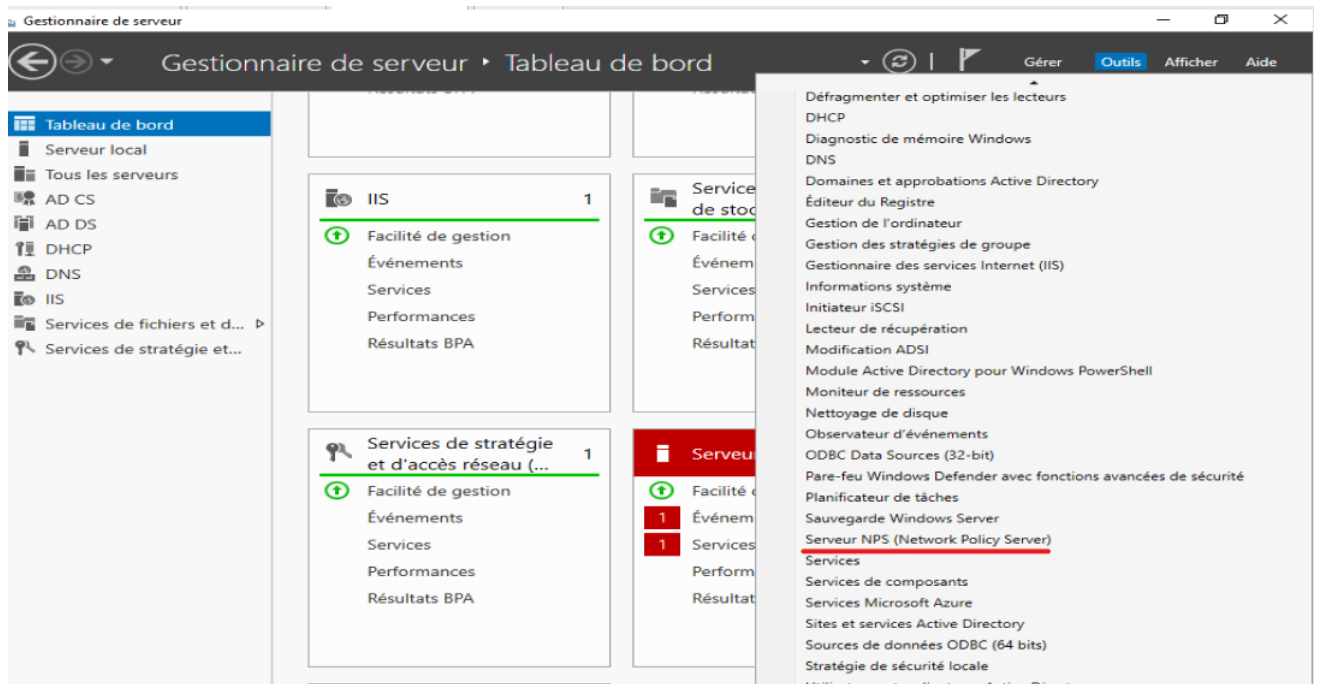 Gestionnaire de serveur
Gestionnaire de serveur
Tableau de bord
Gérer
Outils
Afficher
Aide
Tableau de bord
Serveur local
Tous les serveurs
AD CS
AD DS
DHCP
DNS
IIS
Services de fichiers et d...
Services de stratégie et...
IIS
1
Facilité de gestion
Événements
Services
Performances
Résultats BPA
Service
de stoc
Facilité
Événem
Services
Perform
Résultat
Services de stratégie
et d'accès réseau (...
1
Facilité de gestion
Événements
Services
Performances
Résultats BPA
Serveu
Facilité
1
Événem
1
Services
Perform
Résultat
Défragmenter et optimiser les lecteurs
DHCP
Diagnostic de mémoire Windows
DNS
Domaines et approbations Active Directory
Éditeur du Registre
Gestion de l'ordinateur
Gestion des stratégies de groupe
Gestionnaire des services Internet (IIS)
Informations système
Initiateur iSCSI
Lecteur de récupération
Modification ADSI
Module Active Directory pour Windows PowerShell
Moniteur de ressources
Nettoyage de disque
Observateur d'événements
ODBC Data Sources (32-bit)
Pare-feu Windows Defender avec fonctions avancées de sécurité
Planificateur de tâches
Sauvegarde Windows Server
Serveur NPS (Network Policy Server)
Services
Services de composants
Services Microsoft Azure
Sites et services Active Directory
Sources de données ODBC (64 bits)
Stratégie de sécurité locale